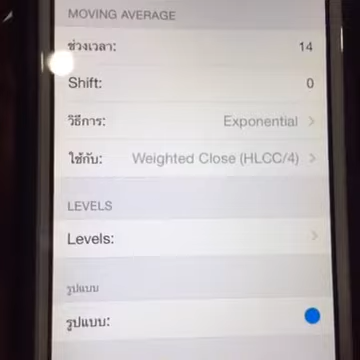 MOVING AVERAGE
ช่วงเวลา: 14
Shift: 0
วิธีการ: Exponential
ใช้กับ: Weighted Close (HLCC/4)
LEVELS
Levels:
รูปแบบ
รูปแบบ: